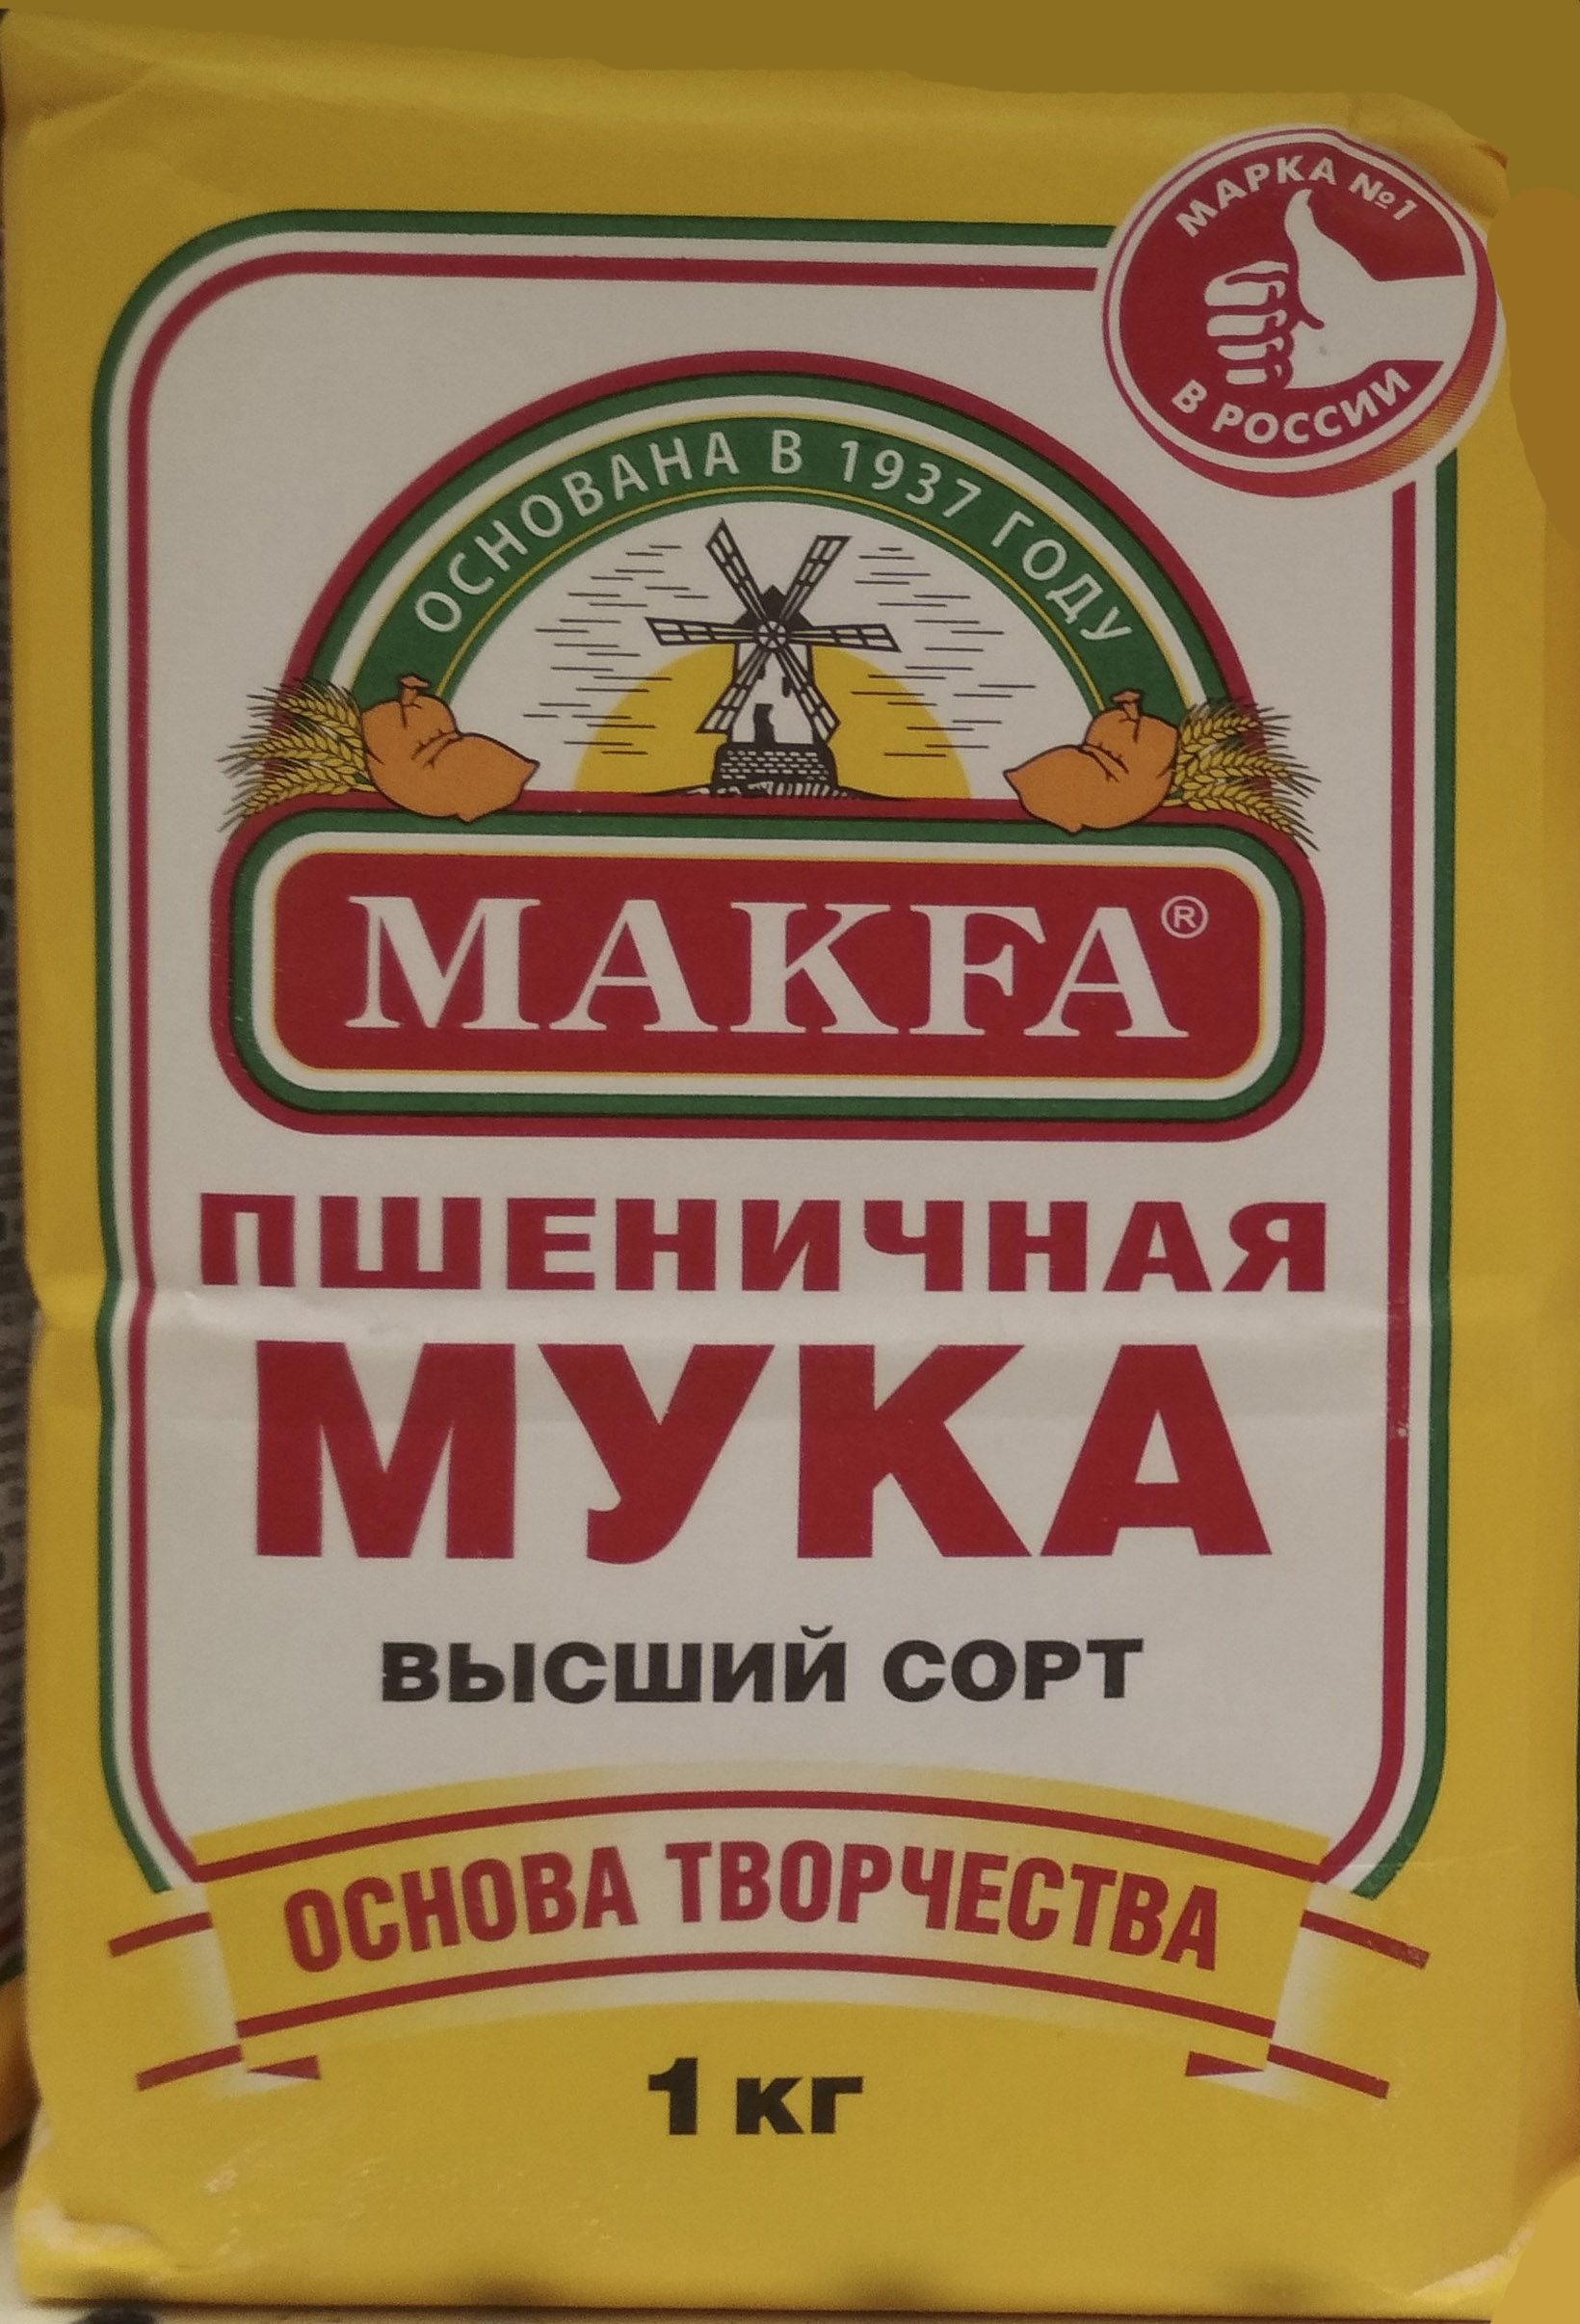 МАРКА №1
В РОССИИ
ОСНОВАНА В 1937 ГОДУ
MAKFA®
ПШЕНИЧНАЯ
МУКА
ВЫСШИЙ СОРТ
ОСНОВА ТВОРЧЕСТВА
1 кг